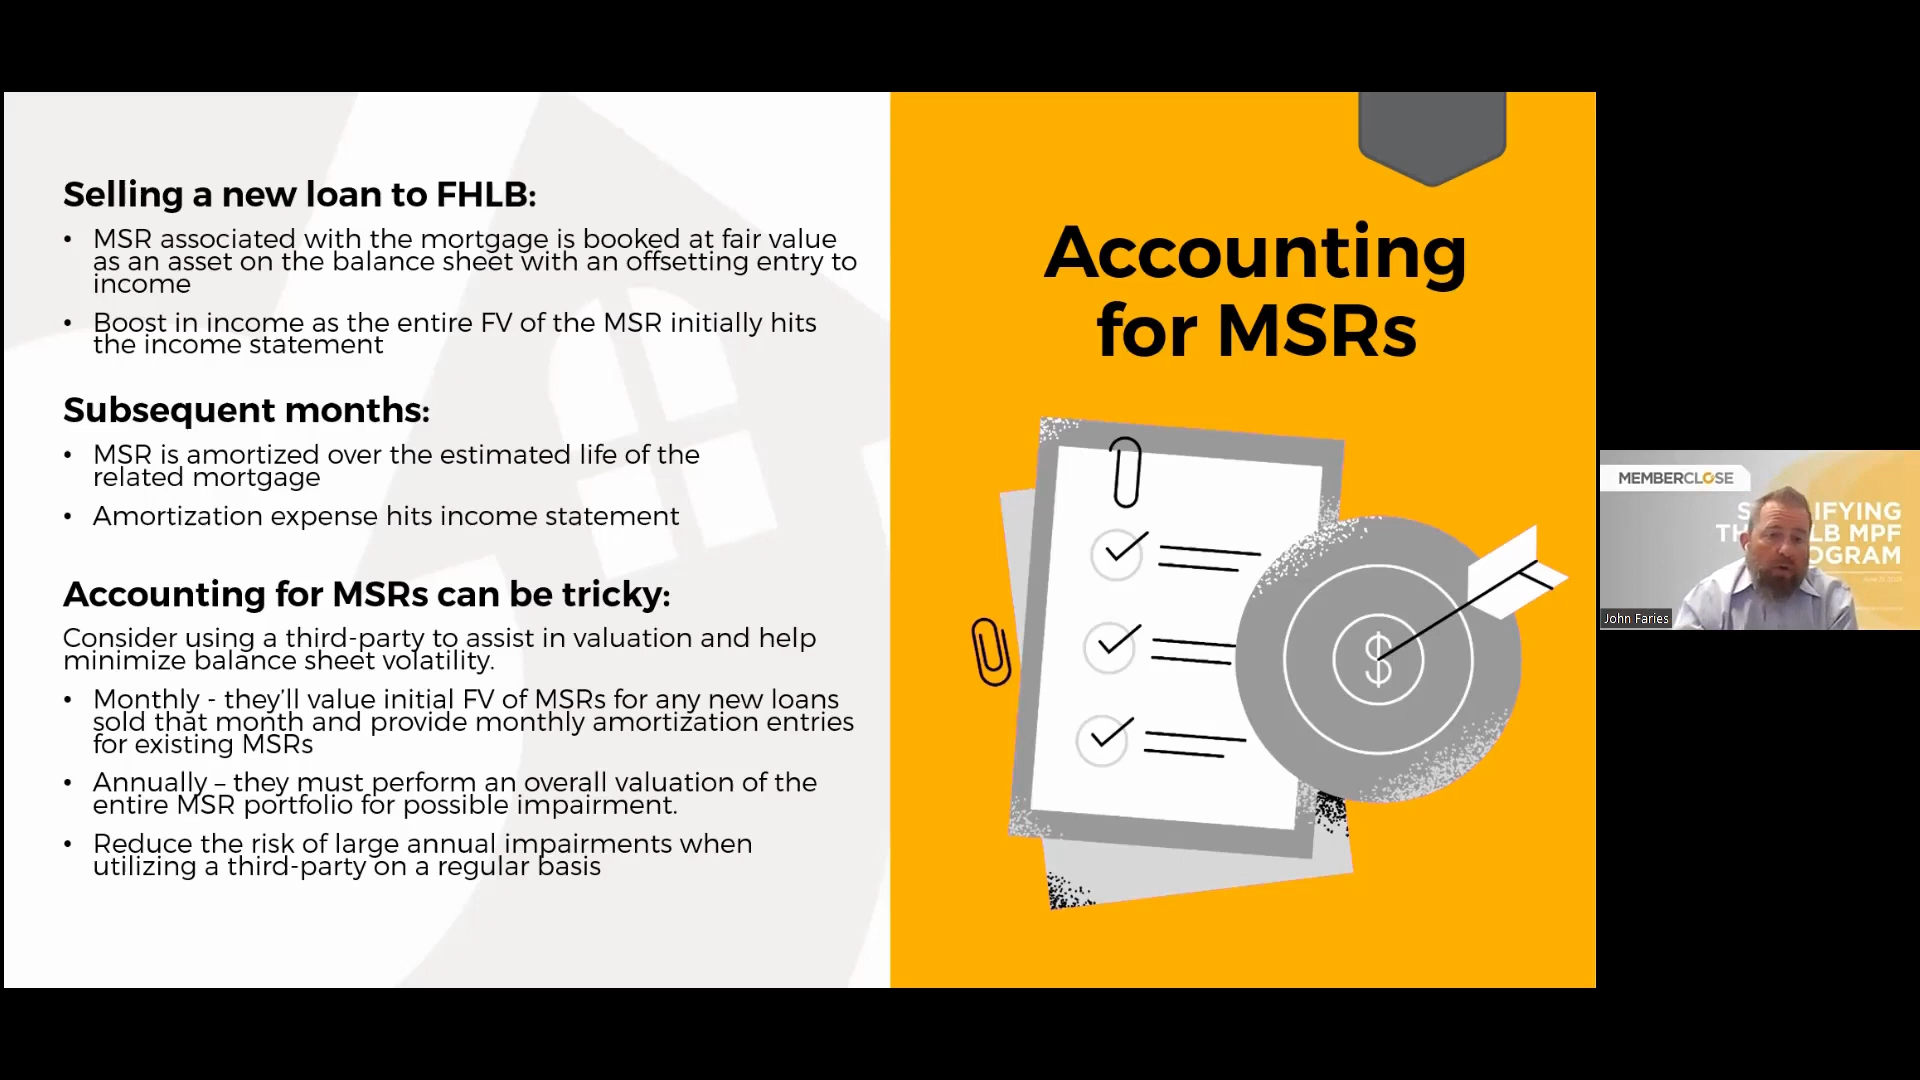 Selling a new loan to FHLB:
• MSR associated with the mortgage is booked at fair value
as an asset on the balance sheet with an offsetting entry to
income
• Boost in income as the entire FV of the MSR initially hits
the income statement
Subsequent months:
• MSR is amortized over the estimated life of the
related mortgage
• Amortization expense hits income statement
Accounting for MSRs can be tricky:
Consider using a third-party to assist in valuation and help
minimize balance sheet volatility.
• Monthly - they'll value initial FV of MSRs for any new loans
sold that month and provide monthly amortization entries
for existing MSRs
• Annually – they must perform an overall valuation of the
entire MSR portfolio for possible impairment.
• Reduce the risk of large annual impairments when
utilizing a third-party on a regular basis
Accounting
for MSRs
$
MEMBERCLOSE
IFYING
LB MPF
OGRAM
John Faries